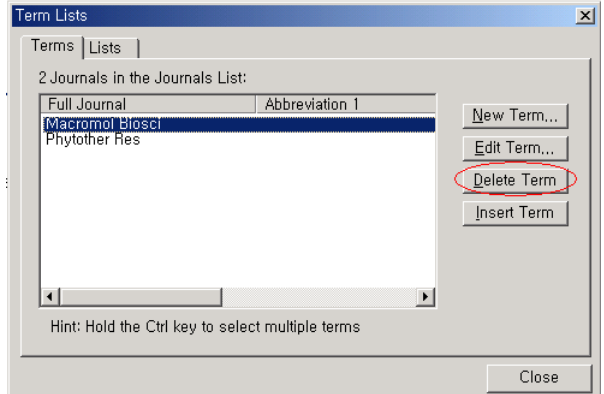 Term Lists
Terms Lists
2 Journals in the Journals List:
Full Journal Abbreviation 1
Macromol Biosci
Phytother Res
New Term...
Edit Term...
Delete Term
Insert Term
Hint: Hold the Ctrl key to select multiple terms
Close